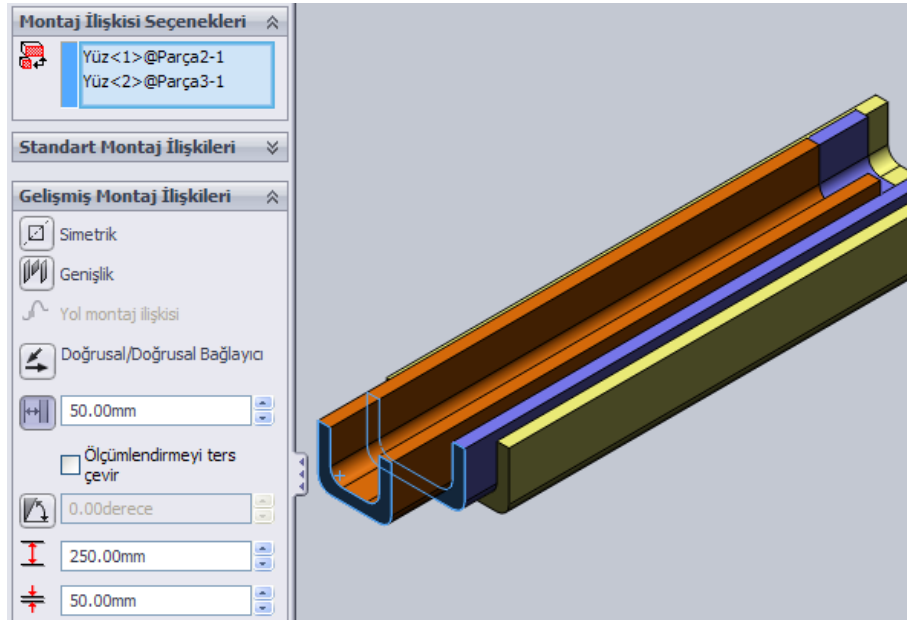 Montaj İlişkisi Seçenekleri
Yüz<1>@Parça2-1
Yüz<2>@Parça3-1
Standart Montaj İlişkileri
Gelişmiş Montaj İlişkileri
Simetrik
Genişlik
Yol montaj ilişkisi
Doğrusal/Doğrusal Bağlayıcı
50.00mm
Ölçümlendirmeyi ters
çevir
0.00derece
250.00mm
50.00mm